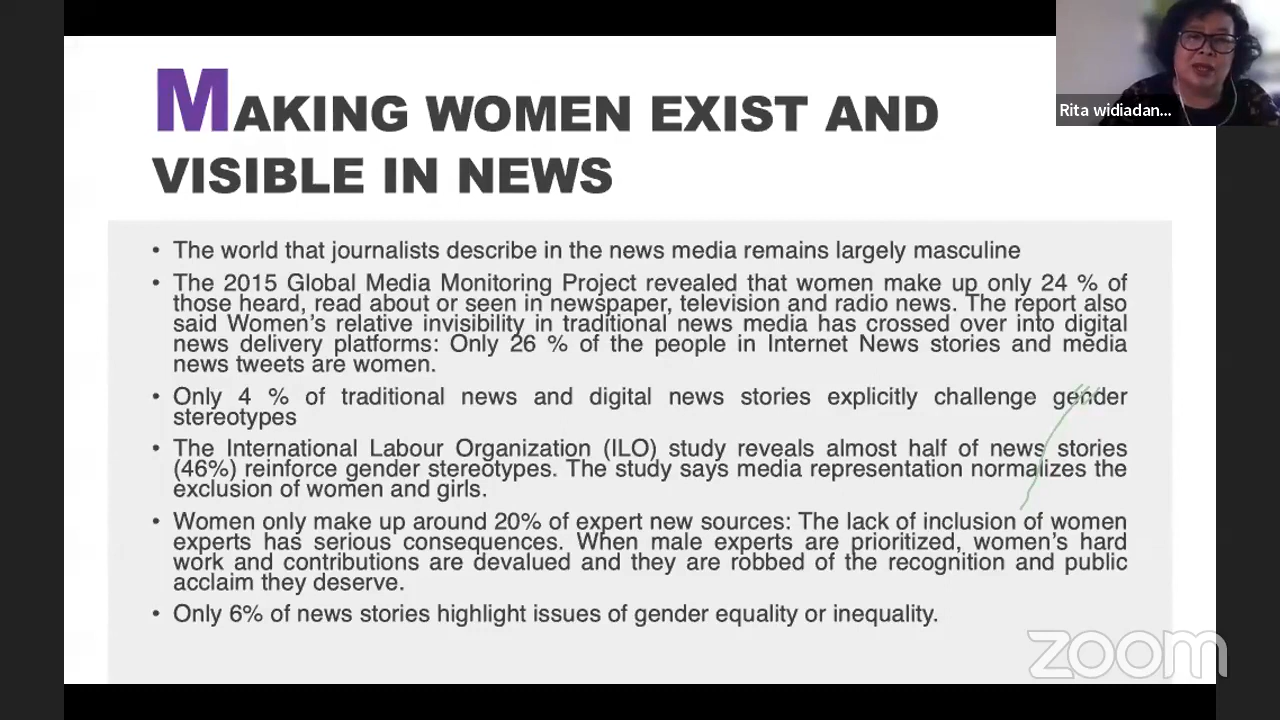 MAKING WOMEN EXIST AND
VISIBLE IN NEWS
Rita widiadan...
• The world that journalists describe in the news media remains largely masculine
• The 2015 Global Media Monitoring Project revealed that women make up only 24 % of
those heard, read about or seen in newspaper, television and radio news. The report also
said Women's relative invisibility in traditional news media has crossed over into digital
news delivery platforms: Only 26 % of the people in Internet News stories and media
news tweets are women.
• Only 4 % of traditional news and digital news stories explicitly challenge gender
stereotypes
• The International Labour Organization (ILO) study reveals almost half of news stories
(46%) reinforce gender stereotypes. The study says media representation normalizes the
exclusion of women and girls.
• Women only make up around 20% of expert new sources: The lack of inclusion of women
experts has serious consequences. When male experts are prioritized, women's hard
work and contributions are devalued and they are robbed of the recognition and public
acclaim they deserve.
• Only 6% of news stories highlight issues of gender equality or inequality.
zoom